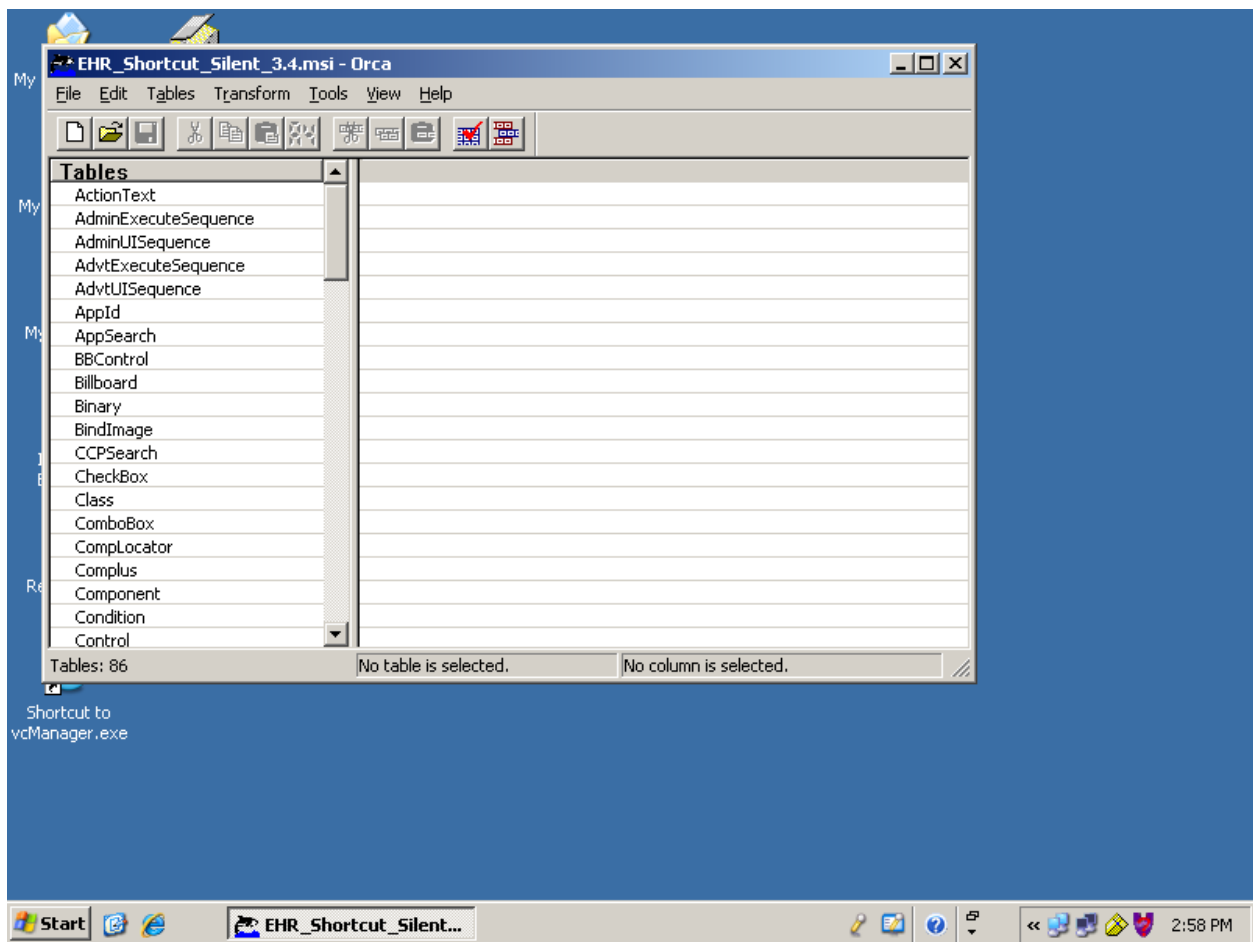 My
EHR_Shortcut_Silent_3.4.msi - Orca
File Edit Tables Transform Tools View Help
Tables
ActionText
AdminExecuteSequence
My
AdminUISequence
AdvtExecuteSequence
AdvtUISequence
AppId
My
AppSearch
BBControl
Billboard
Binary
BindImage
CCPSearch
CheckBox
Class
ComboBox
CompLocator
Complus
Re
Component
Condition
Control
Tables: 86 No table is selected. No column is selected.
Shortcut to
vcManager.exe
Start EHR_Shortcut_Silent... « 2:58 PM